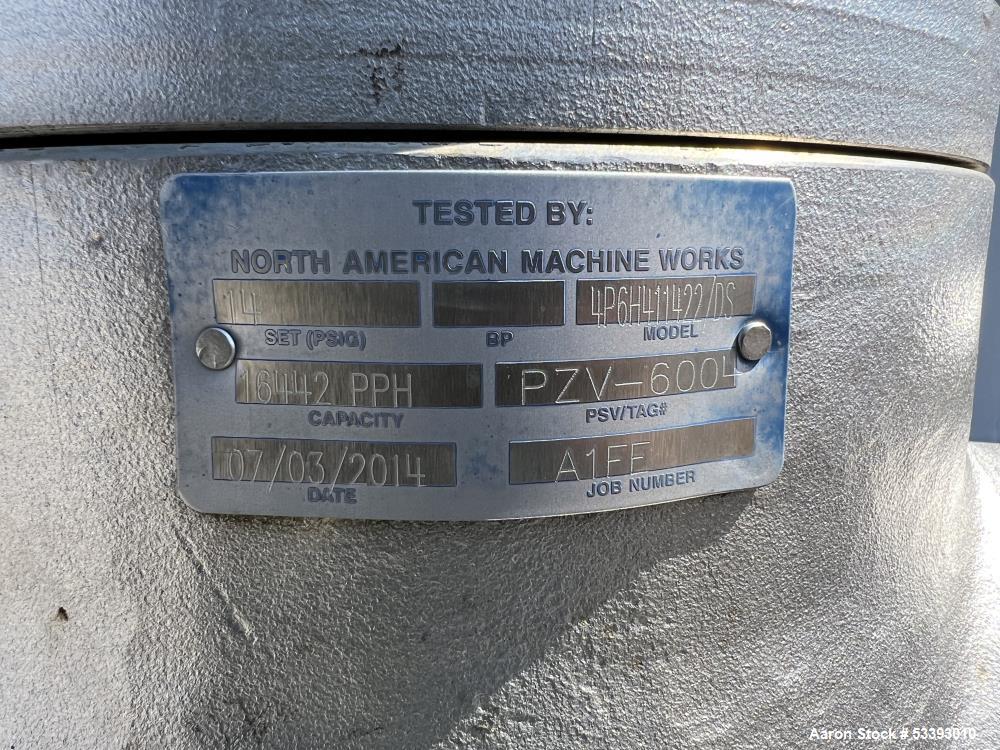 TESTED BY:
NORTH AMERICAN MACHINE WORKS
14 4P6H411422/DS
SET (PSIG) BP MODEL
16442 PPH PZV-6004
CAPACITY PSV/TAG#
07/03/2014 A1FE
DATE JOB NUMBER
Aaron Stock # 53393010